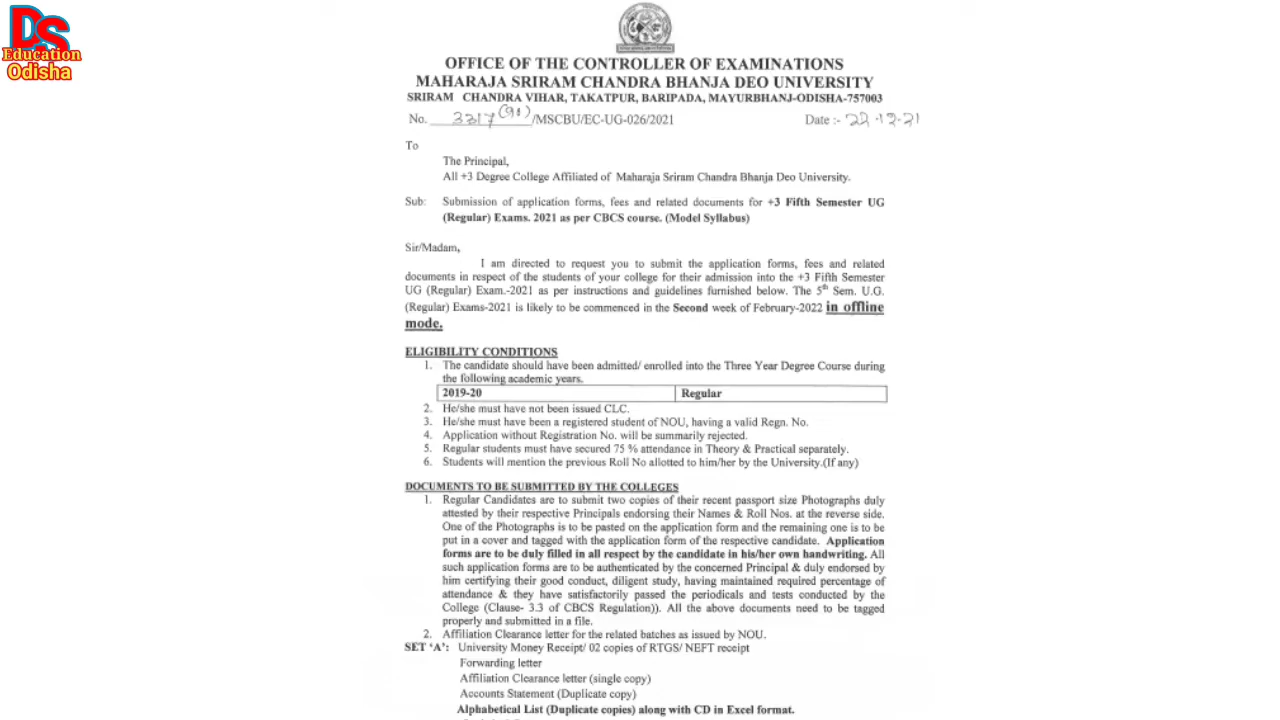 DS
Education
Odisha
OFFICE OF THE CONTROLLER OF EXAMINATIONS
MAHARAJA SRIRAM CHANDRA BHANJA DEO UNIVERSITY
SRIRAM CHANDRA VIHAR, TAKATPUR, BARIPADA, MAYURBHANJ-ODISHA-757003
No. 3317(90)/MSCBU/EC-UG-026/2021 Date :- 22-12-21
To
The Principal,
All +3 Degree College Affiliated of Maharaja Sriram Chandra Bhanja Deo University.
Sub: Submission of application forms, fees and related documents for +3 Fifth Semester UG
(Regular) Exams. 2021 as per CBCS course. (Model Syllabus)
Sir/Madam,
I am directed to request you to submit the application forms, fees and related
documents in respect of the students of your college for their admission into the +3 Fifth Semester
UG (Regular) Exam.-2021 as per instructions and guidelines furnished below. The 5th Sem. U.G.
(Regular) Exams-2021 is likely to be commenced in the Second week of February-2022 in offline
mode.
ELIGIBILITY CONDITIONS
1. The candidate should have been admitted/ enrolled into the Three Year Degree Course during
the following academic years.
2019-20 Regular
2. He/she must have not been issued CLC.
3. He/she must have been a registered student of NOU, having a valid Regn. No.
4. Application without Registration No. will be summarily rejected.
5. Regular students must have secured 75 % attendance in Theory & Practical separately.
6. Students will mention the previous Roll No allotted to him/her by the University.(If any)
DOCUMENTS TO BE SUBMITTED BY THE COLLEGES
1. Regular Candidates are to submit two copies of their recent passport size Photographs duly
attested by their respective Principals endorsing their Names & Roll Nos. at the reverse side.
One of the Photographs is to be pasted on the application form and the remaining one is to be
put in a cover and tagged with the application form of the respective candidate. Application
forms are to be duly filled in all respect by the candidate in his/her own handwriting. All
such application forms are to be authenticated by the concerned Principal & duly endorsed by
him certifying their good conduct, diligent study, having maintained required percentage of
attendance & they have satisfactorily passed the periodicals and tests conducted by the
College (Clause- 3.3 of CBCS Regulation)). All the above documents need to be tagged
properly and submitted in a file.
2. Affiliation Clearance letter for the related batches as issued by NOU.
SET ‘A’: University Money Receipt/ 02 copies of RTGS/ NEFT receipt
Forwarding letter
Affiliation Clearance letter (single copy)
Accounts Statement (Duplicate copy)
Alphabetical List (Duplicate copies) along with CD in Excel format.